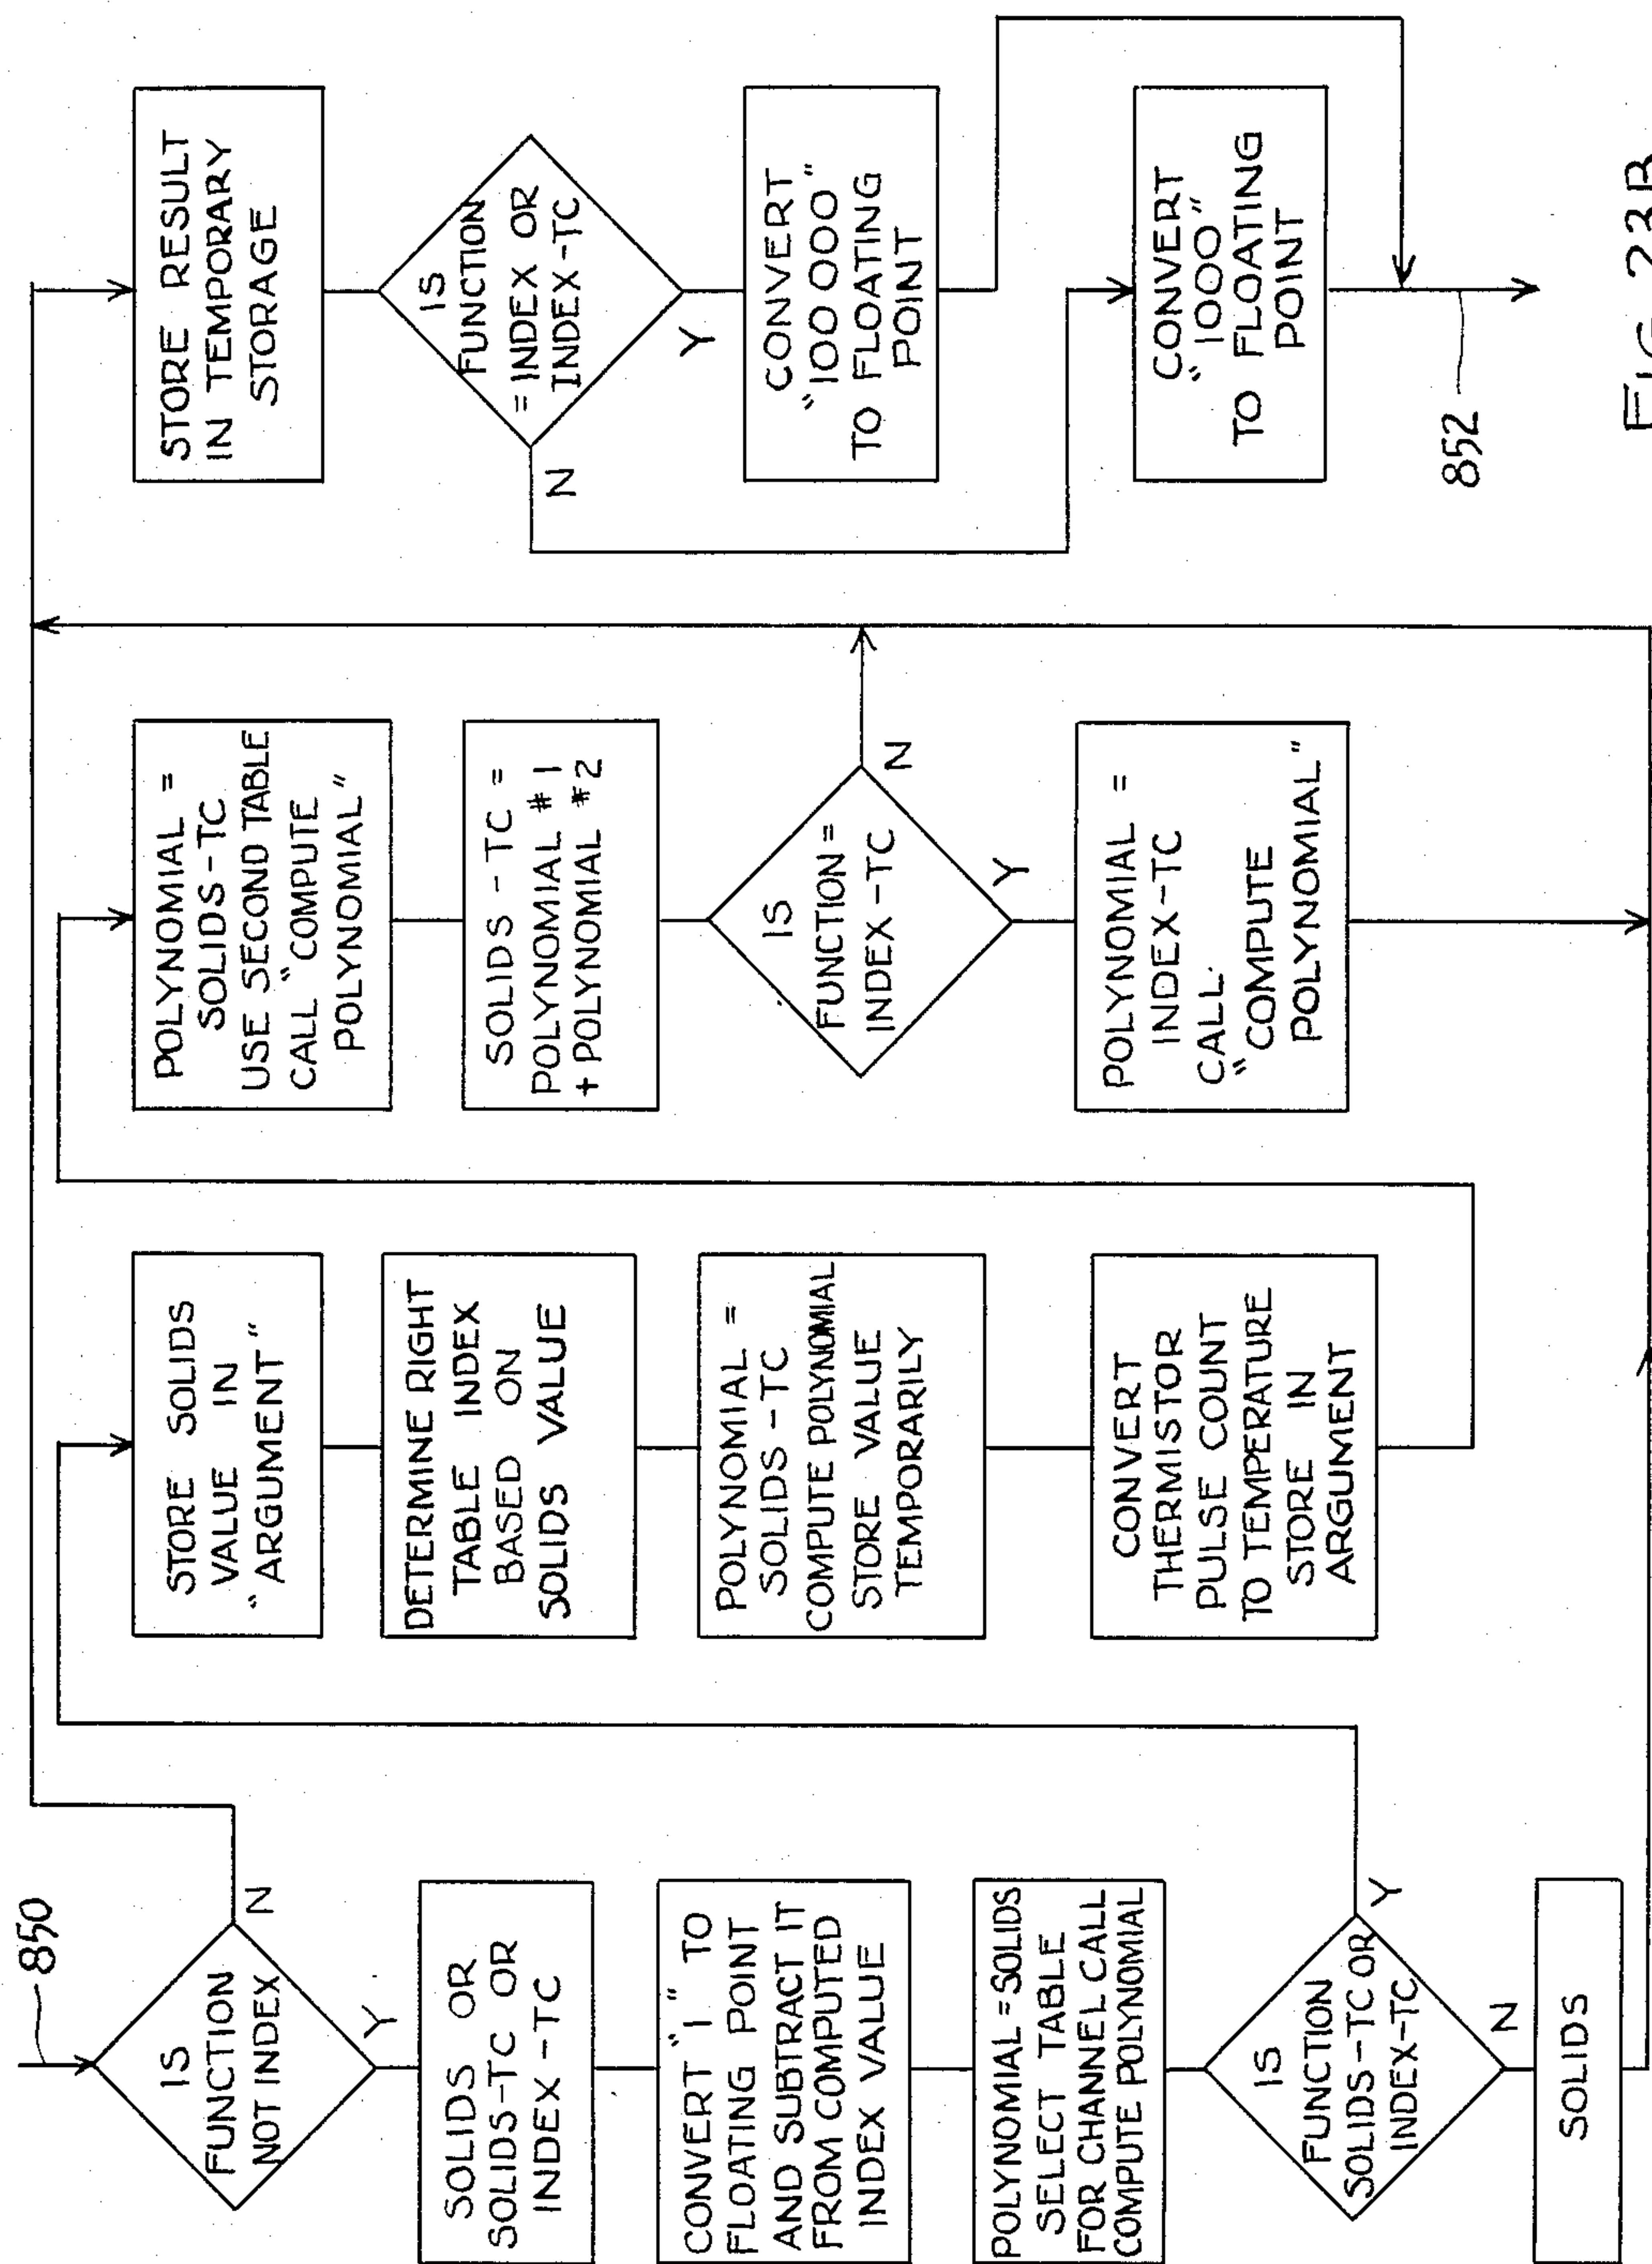 850
IS
FUNCTION
NOT INDEX
N
Y
SOLIDS OR
SOLIDS-TC OR
INDEX-TC
CONVERT "1" TO
FLOATING POINT
AND SUBTRACT IT
FROM COMPUTED
INDEX VALUE
POLYNOMIAL = SOLIDS
SELECT TABLE
FOR CHANNEL CALL
COMPUTE POLYNOMIAL
IS
FUNCTION
SOLIDS-TC OR
INDEX-TC
Y
N
SOLIDS
STORE SOLIDS
VALUE IN
"ARGUMENT"
DETERMINE RIGHT
TABLE INDEX
BASED ON
SOLIDS VALUE
POLYNOMIAL =
SOLIDS-TC
COMPUTE POLYNOMIAL
STORE VALUE
TEMPORARILY
CONVERT
THERMISTOR
PULSE COUNT
TO TEMPERATURE
STORE IN
ARGUMENT
POLYNOMIAL =
SOLIDS-TC
USE SECOND TABLE
CALL "COMPUTE
POLYNOMIAL"
SOLIDS - TC =
POLYNOMIAL #1
+ POLYNOMIAL #2
IS
FUNCTION =
INDEX-TC
N
Y
POLYNOMIAL =
INDEX-TC
CALL.
"COMPUTE
POLYNOMIAL"
STORE RESULT
IN TEMPORARY
STORAGE
IS
FUNCTION
= INDEX OR
INDEX-TC
N
Y
CONVERT
"100 000"
TO FLOATING
POINT
CONVERT
"1000"
TO FLOATING
POINT
852
FIG. 23B